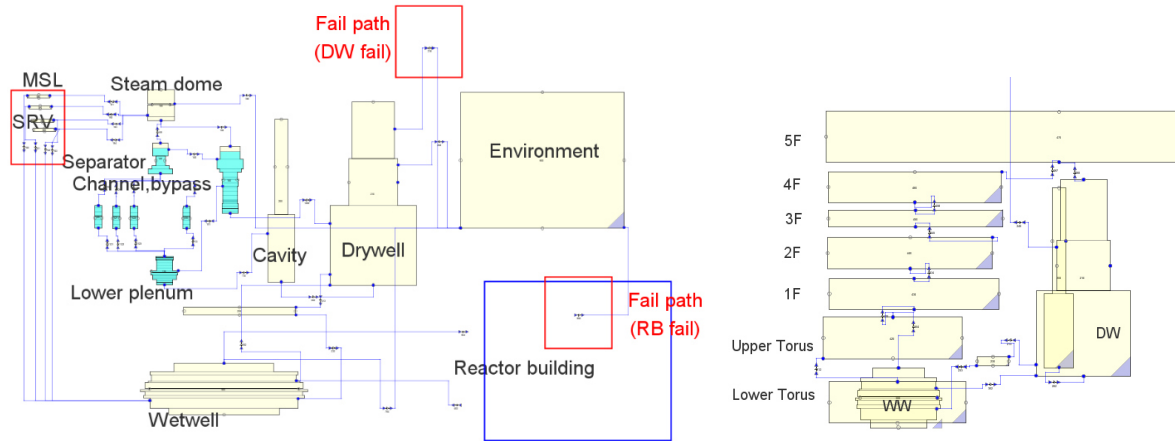 Fail path
(DW fail)
MSL
Steam dome
SRV
Separator
Channel,bypass
Environment
Cavity
Drywell
Lower plenum
Fail path
(RB fail)
Reactor building
Wetwell
5F
4F
3F
2F
1F
Upper Torus
DW
Lower Torus
WW